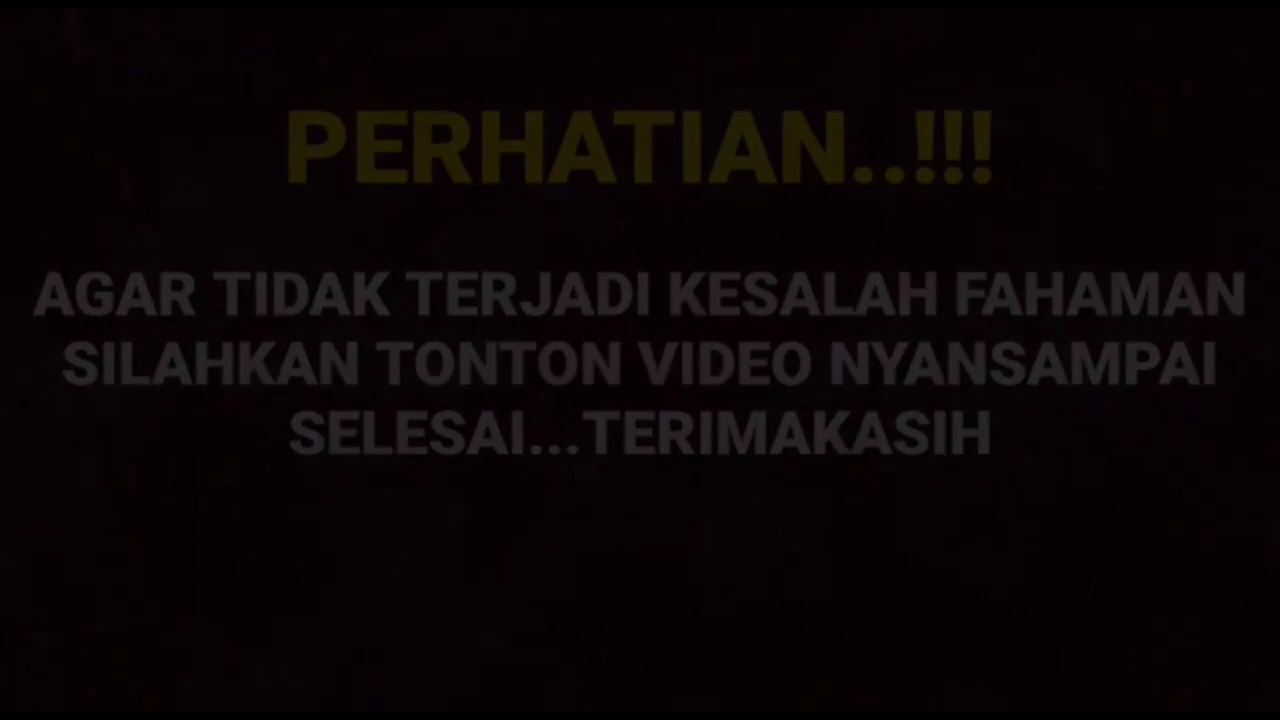 PERHATIAN..!!!
AGAR TIDAK TERJADI KESALAH FAHAMAN
SILAHKAN TONTON VIDEO NYANSAMPAI
SELESAI...TERIMAKASIH